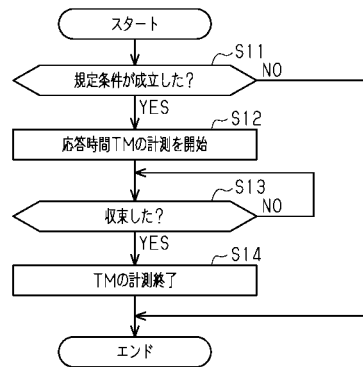 スタート
S11
規定条件が成立した?
NO
YES
S12
応答時間TMの計測を開始
S13
収束した?
NO
YES
S14
TMの計測終了
エンド